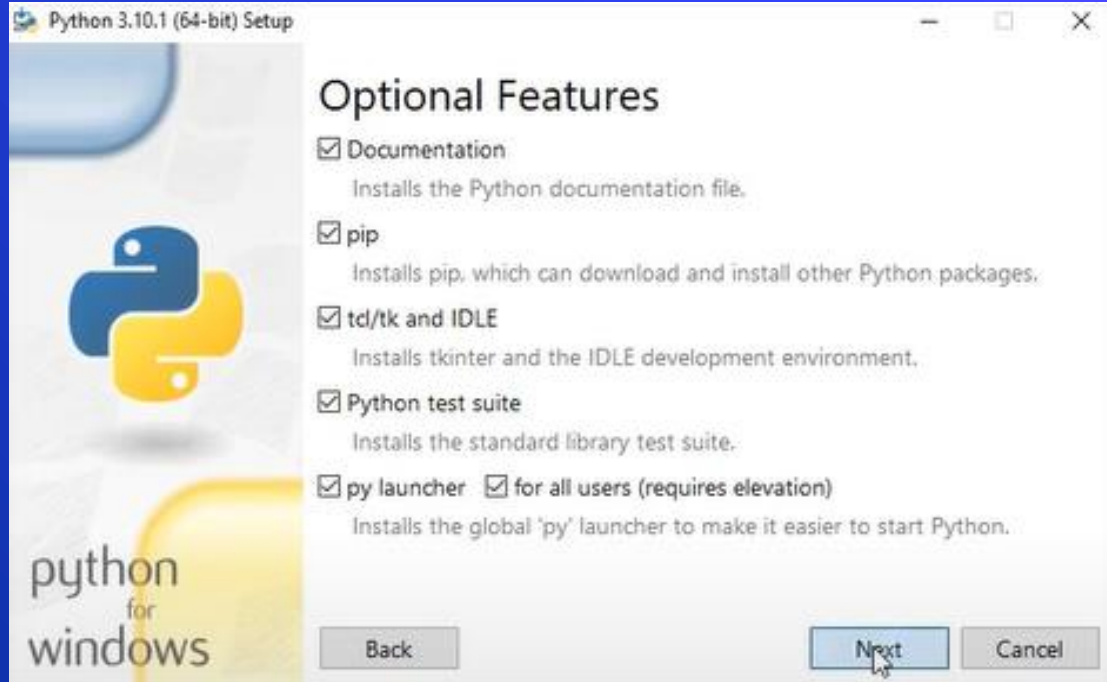 Python 3.10.1 (64-bit) Setup
Optional Features
Documentation
Installs the Python documentation file.
pip
Installs pip, which can download and install other Python packages.
tcl/tk and IDLE
Installs tkinter and the IDLE development environment.
Python test suite
Installs the standard library test suite.
py launcher for all users (requires elevation)
Installs the global 'py' launcher to make it easier to start Python.
python
for
windows
Back Next Cancel